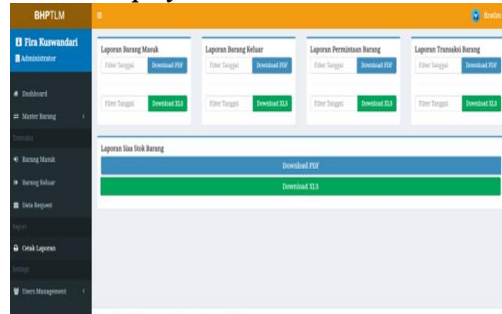 BHPTLM
Fira Kuswandari
Administrator
Dashboard
Master Barang
Transaksi
Barang Masuk
Barang Keluar
Data Request
Report
Cetak Laporan
Settings
Users Management
Laporan Barang Masuk
Filter Tanggal Download PDF
Filter Tanggal Download XLS
Laporan Barang Keluar
Filter Tanggal Download PDF
Filter Tanggal Download XLS
Laporan Permintaan Barang
Filter Tanggal Download PDF
Filter Tanggal Download XLS
Laporan Transaksi Barang
Filter Tanggal Download PDF
Filter Tanggal Download XLS
Laporan Sisa Stok Barang
Download PDF
Download XLS